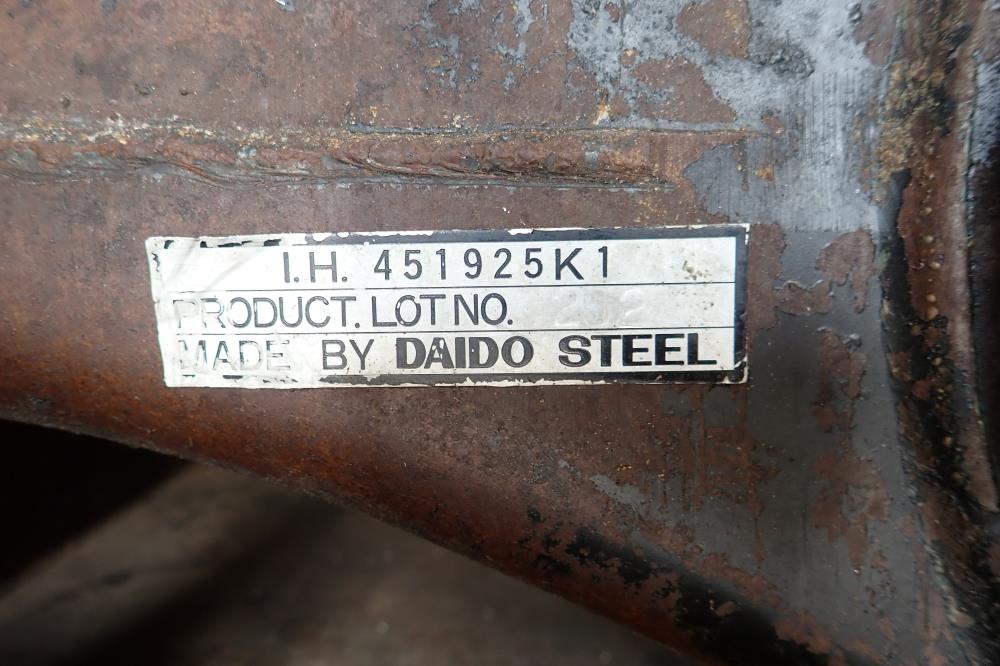 I.H. 451925K1
PRODUCT. LOT NO.
MADE BY DAIDO STEEL